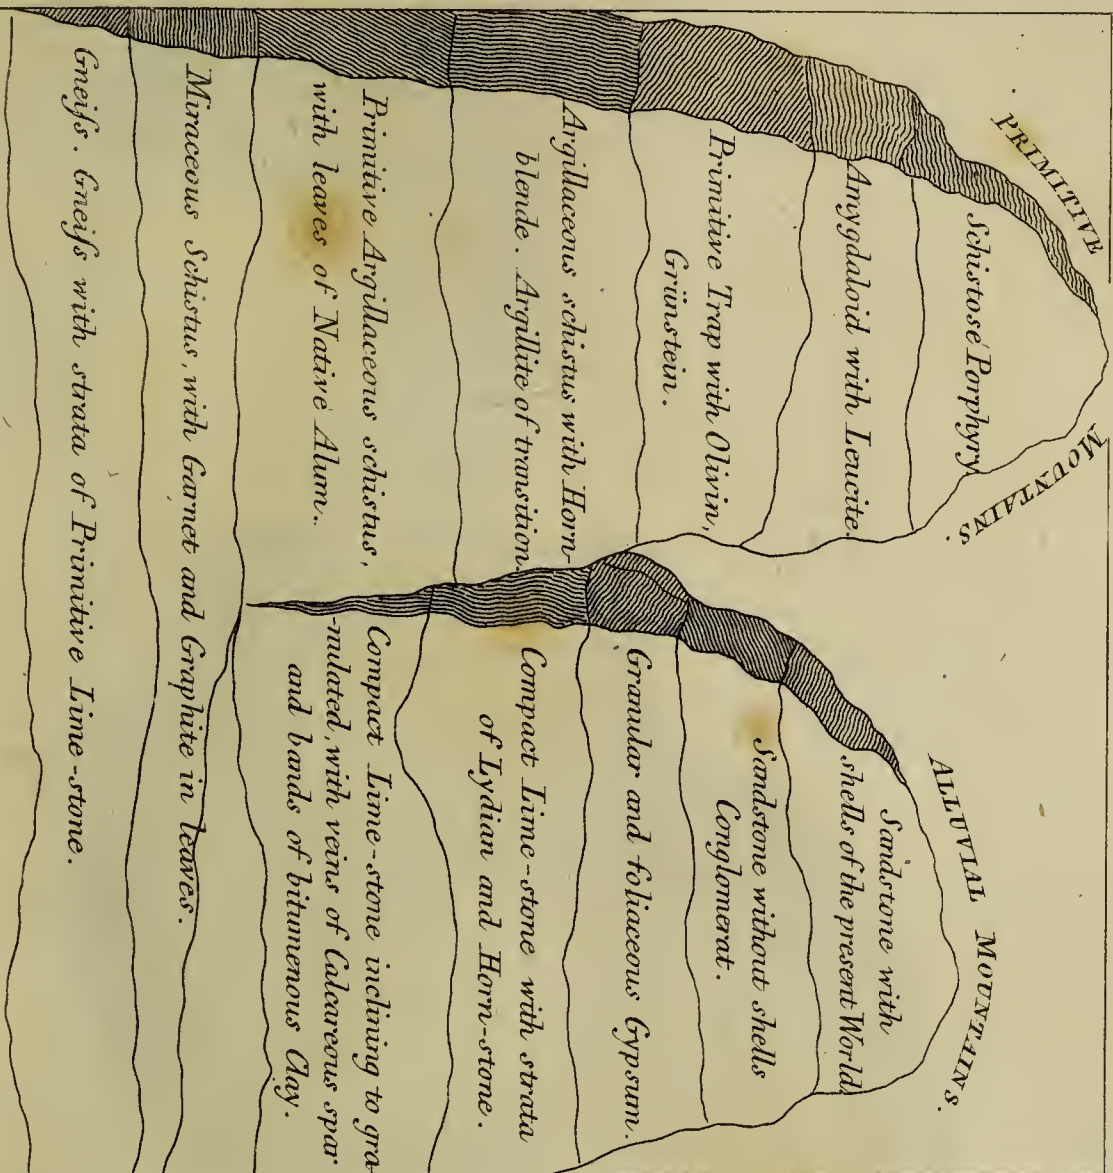 PRIMITIVE MOUNTAINS.
Schistose Porphyry
Amygdaloid with Leucite.
Primitive Trap with Olivin,
Grünstein.
Argillaceous schistus with Horn-
blende. Argillite of transition.
Primitive Argillaceous schistus,
with leaves of Native Alum.
ALLUVIAL MOUNTAINS.
Sandstone with
shells of the present World.
Sandstone without shells
Conglomerat.
Granular and foliaceous Gypsum.
Compact Lime-stone with strata
of Lydian and Horn-stone.
Compact Lime-stone inclining to gra-
-nulated, with veins of Calcareous spar
and bands of bitumenous Clay.
Miraceous Schistus, with Garnet and Graphite in leaves.
Gneiſs. Gneiſs with strata of Primitive Lime-stone.